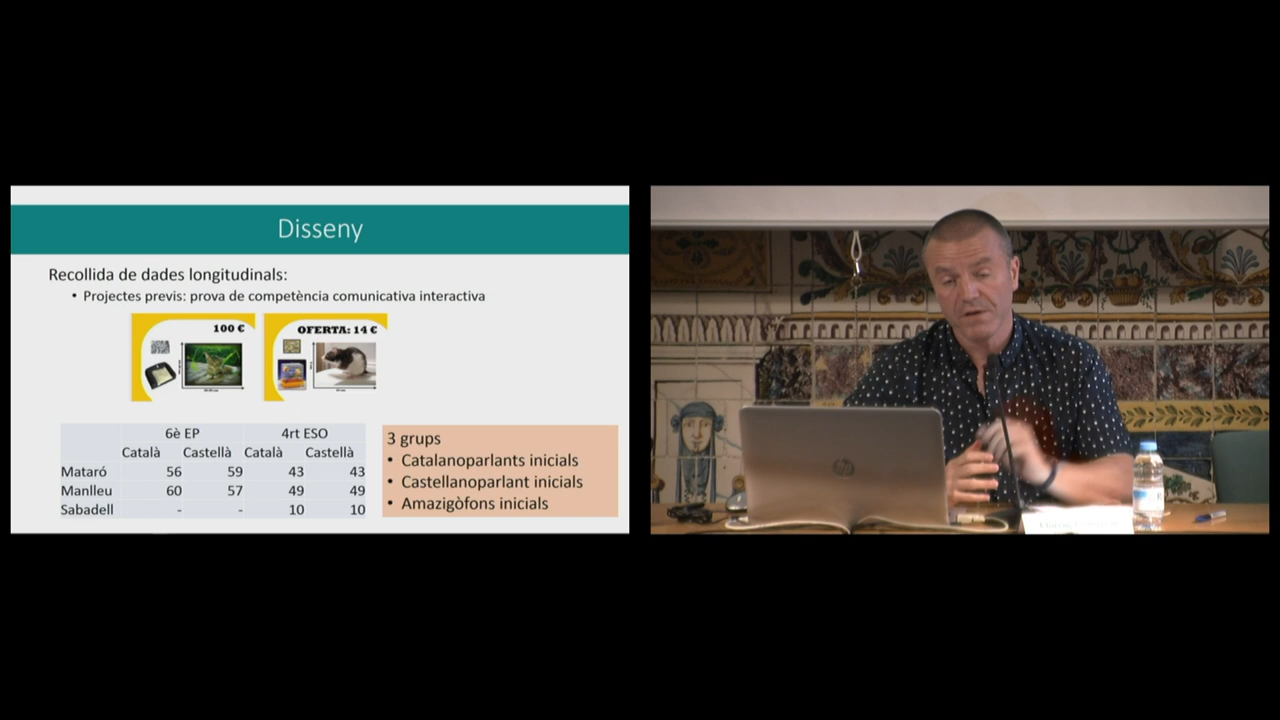 Disseny
Recollida de dades longitudinals:
• Projectes previs: prova de competència comunicativa interactiva
100 €
OFERTA: 14 €
6è EP 4rt ESO
Català Castellà Català Castellà
Mataró 56 59 43 43
Manlleu 60 57 49 49
Sabadell - - 10 10
3 grups
• Catalanoparlants inicials
• Castellanoparlant inicials
• Amazigòfons inicials
hp